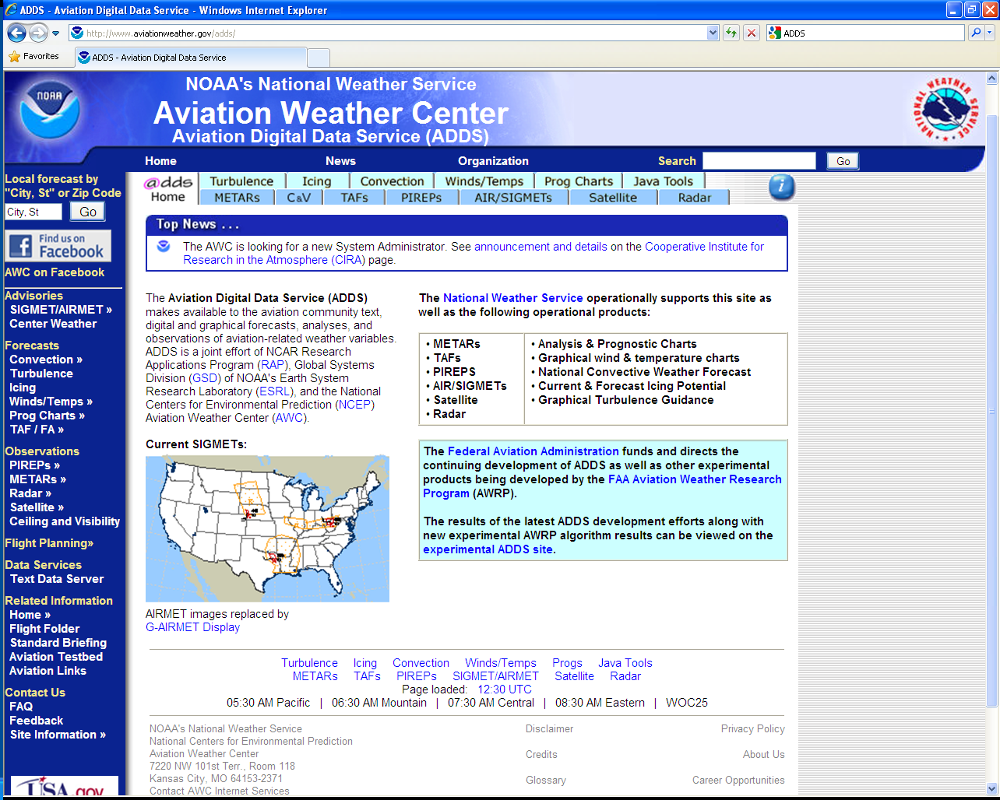 ADDS - Aviation Digital Data Service - Windows Internet Explorer
http://www.aviationweather.gov/adds/
ADDS
Favorites
ADDS - Aviation Digital Data Service
NOAA
NOAA's National Weather Service
Aviation Weather Center
Aviation Digital Data Service (ADDS)
NATIONAL WEATHER SERVICE
Home News Organization Search Go
Local forecast by
"City, St" or Zip Code
City, St Go
Find us on
Facebook
AWC on Facebook
Advisories
SIGMET/AIRMET »
Center Weather
Forecasts
Convection »
Turbulence
Icing
Winds/Temps »
Prog Charts »
TAF / FA »
Observations
PIREPs »
METARs »
Radar »
Satellite »
Ceiling and Visibility
Flight Planning»
Data Services
Text Data Server
Related Information
Home »
Flight Folder
Standard Briefing
Aviation Testbed
Aviation Links
Contact Us
FAQ
Feedback
Site Information »
USA.gov
@dds
Home
Turbulence Icing Convection Winds/Temps Prog Charts Java Tools
METARs C&V TAFs PIREPs AIR/SIGMETs Satellite Radar
i
Top News . . .
The AWC is looking for a new System Administrator. See announcement and details on the Cooperative Institute for
Research in the Atmosphere (CIRA) page.
The Aviation Digital Data Service (ADDS)
makes available to the aviation community text,
digital and graphical forecasts, analyses, and
observations of aviation-related weather variables.
ADDS is a joint effort of NCAR Research
Applications Program (RAP), Global Systems
Division (GSD) of NOAA's Earth System
Research Laboratory (ESRL), and the National
Centers for Environmental Prediction (NCEP)
Aviation Weather Center (AWC).
Current SIGMETs:
AIRMET images replaced by
G-AIRMET Display
The National Weather Service operationally supports this site as
well as the following operational products:
• METARs
• TAFs
• PIREPS
• AIR/SIGMETs
• Satellite
• Radar
• Analysis & Prognostic Charts
• Graphical wind & temperature charts
• National Convective Weather Forecast
• Current & Forecast Icing Potential
• Graphical Turbulence Guidance
The Federal Aviation Administration funds and directs the
continuing development of ADDS as well as other experimental
products being developed by the FAA Aviation Weather Research
Program (AWRP).
The results of the latest ADDS development efforts along with
new experimental AWRP algorithm results can be viewed on the
experimental ADDS site.
Turbulence Icing Convection Winds/Temps Progs Java Tools
METARs TAFs PIREPs SIGMET/AIRMET Satellite Radar
Page loaded: 12:30 UTC
05:30 AM Pacific | 06:30 AM Mountain | 07:30 AM Central | 08:30 AM Eastern | WOC25
NOAA's National Weather Service
National Centers for Environmental Prediction
Aviation Weather Center
7220 NW 101st Terr., Room 118
Kansas City, MO 64153-2371
Contact AWC Internet Services
Disclaimer
Credits
Glossary
Privacy Policy
About Us
Career Opportunities